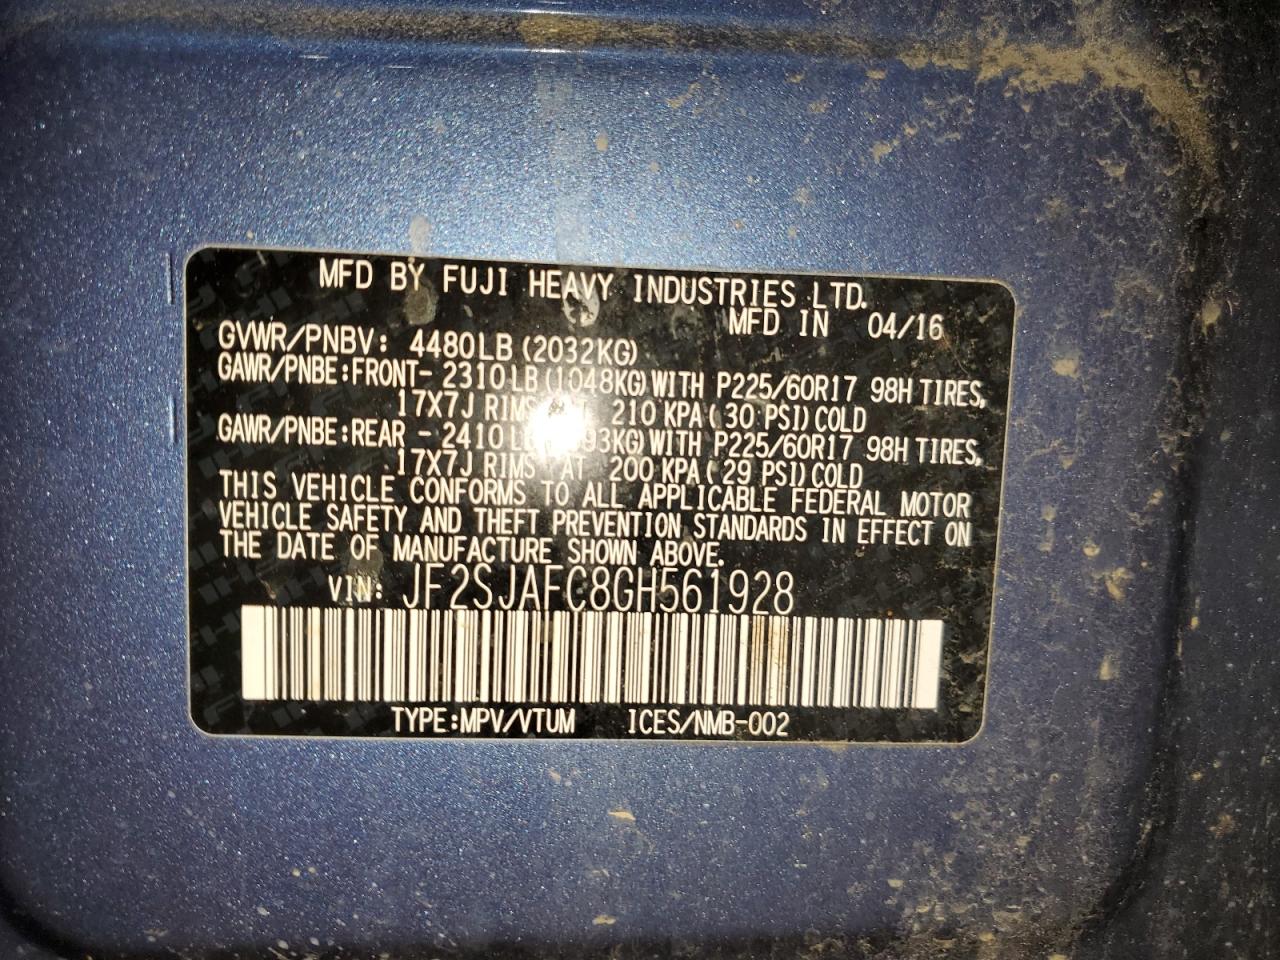 MFD BY FUJI HEAVY INDUSTRIES LTD.
MFD IN 04/16
GVWR/PNBV: 4480LB (2032KG)
GAWR/PNBE:FRONT- 2310LB(1048KG)WITH P225/60R17 98H TIRES,
17X7J RIMS AT 210 KPA(30 PSI)COLD
GAWR/PNBE:REAR - 2410 WITH P225/60R17 98H TIRES,
17X7J RIMS AT 200 KPA(29 PSI)COLD
THIS VEHICLE CONFORMS TO ALL APPLICABLE FEDERAL MOTOR
VEHICLE SAFETY AND THEFT PREVENTION STANDARDS IN EFFECT ON
THE DATE OF MANUFACTURE SHOWN ABOVE.
VIN: JF2SJAFC8GH561928
TYPE:MPV/VTUM ICES/NMB-002